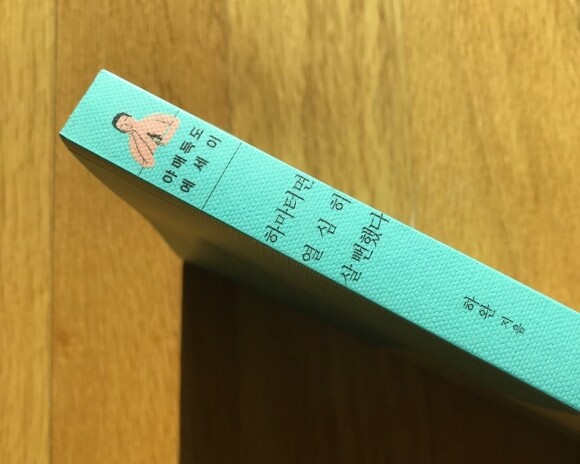 야매득도
에세이
하마터면
열심히
살 뻔했다
하완 지음